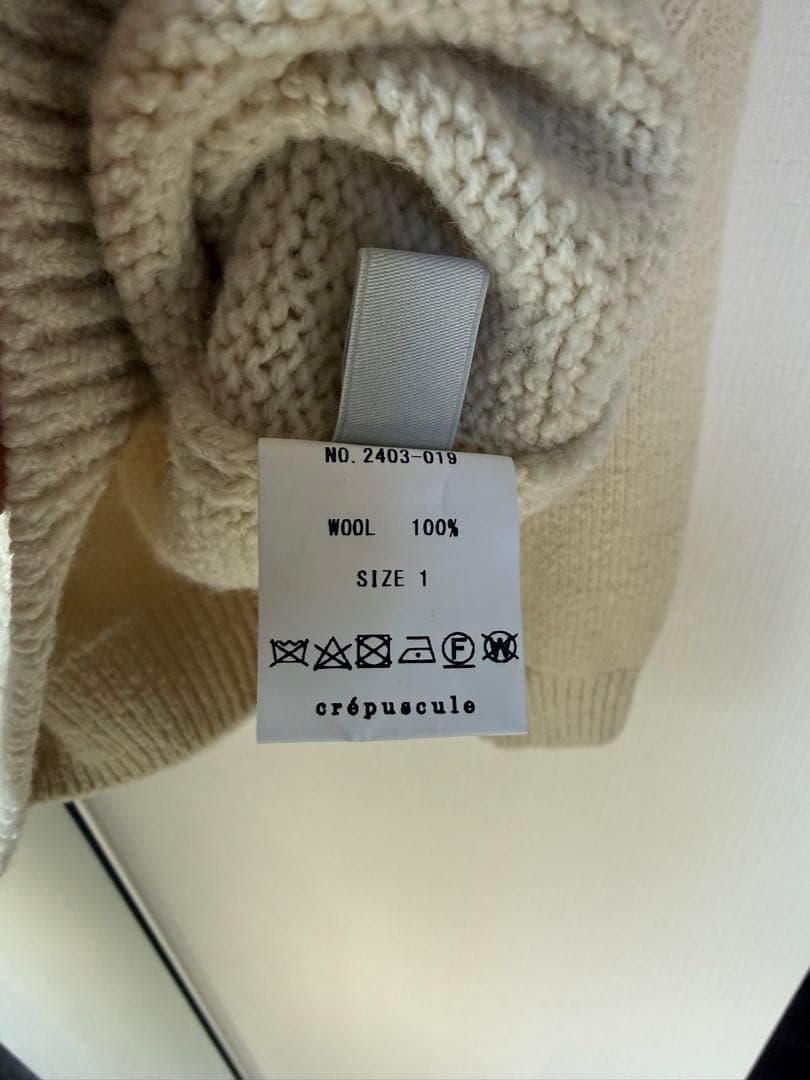 NO. 2403-019
WOOL 100%
SIZE 1
F W
crépuscule